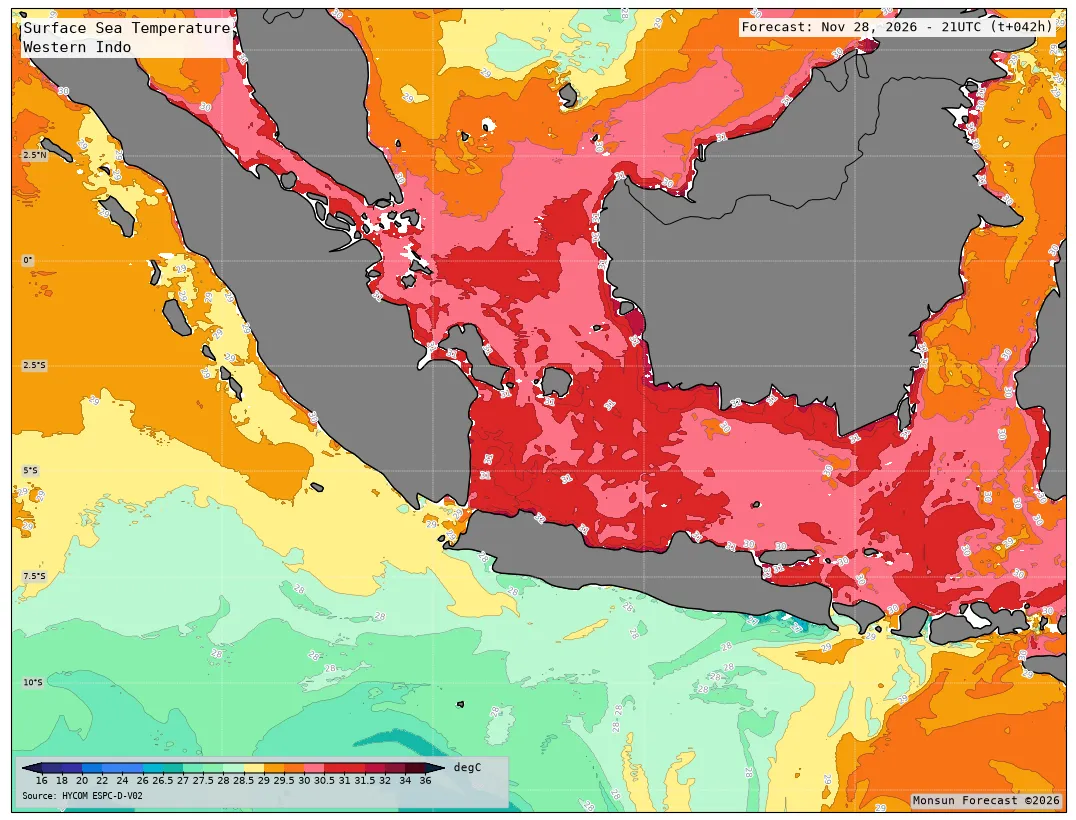 Surface Sea Temperature
Western Indo
Forecast: Nov 28, 2026 - 21UTC (t+042h)
2.5°N
0°
2.5°S
5°S
7.5°S
10°S
degC
16 18 20 22 24 26 26.5 27 27.5 28 28.5 29 29.5 30 30.5 31 31.5 32 34 36
Source: HYCOM ESPC-D-V02
Monsun Forecast ©2026